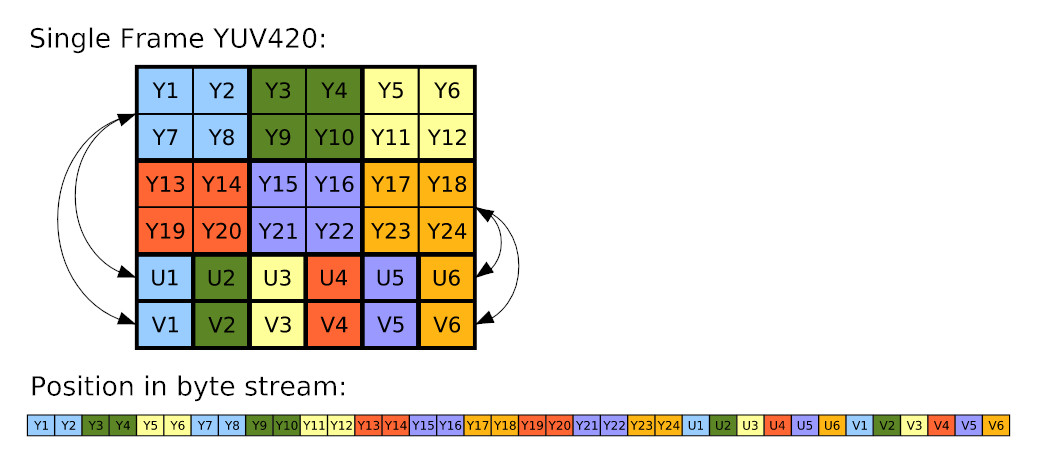 Single Frame YUV420:
Y1 Y2 Y3 Y4 Y5 Y6
Y7 Y8 Y9 Y10 Y11 Y12
Y13 Y14 Y15 Y16 Y17 Y18
Y19 Y20 Y21 Y22 Y23 Y24
U1 U2 U3 U4 U5 U6
V1 V2 V3 V4 V5 V6
Position in byte stream:
Y1 Y2 Y3 Y4 Y5 Y6 Y7 Y8 Y9 Y10 Y11 Y12 Y13 Y14 Y15 Y16 Y17 Y18 Y19 Y20 Y21 Y22 Y23 Y24 U1 U2 U3 U4 U5 U6 V1 V2 V3 V4 V5 V6